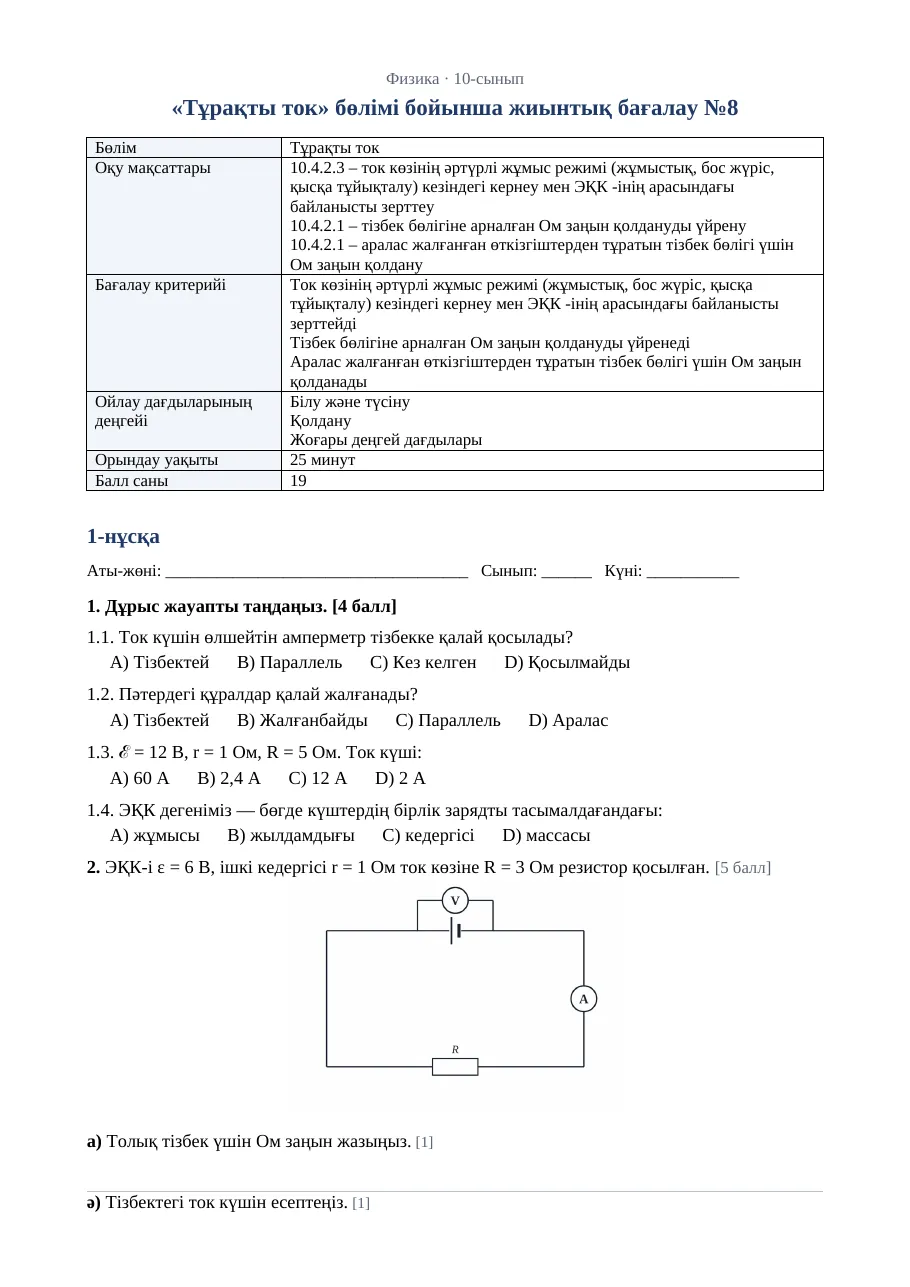 Физика · 10-сынып
«Тұрақты ток» бөлімі бойынша жиынтық бағалау №8
Бөлім
Тұрақты ток
Оқу мақсаттары
10.4.2.3 – ток көзінің әртүрлі жұмыс режимі (жұмыстық, бос жүріс,
қысқа тұйықталу) кезіндегі кернеу мен ЭҚК -інің арасындағы
байланысты зерттеу
10.4.2.1 – тізбек бөлігіне арналған Ом заңын қолдануды үйрену
10.4.2.1 – аралас жалғанған өткізгіштерден тұратын тізбек бөлігі үшін
Ом заңын қолдану
Бағалау критерийі
Ток көзінің әртүрлі жұмыс режимі (жұмыстық, бос жүріс, қысқа
тұйықталу) кезіндегі кернеу мен ЭҚК -інің арасындағы байланысты
зерттейді
Тізбек бөлігіне арналған Ом заңын қолдануды үйренеді
Аралас жалғанған өткізгіштерден тұратын тізбек бөлігі үшін Ом заңын
қолданады
Ойлау дағдыларының
деңгейі
Білу және түсіну
Қолдану
Жоғары деңгей дағдылары
Орындау уақыты
25 минут
Балл саны
19
1-нұсқа
Аты-жөні: ____________________________________ Сынып: ______ Күні: ___________
1. Дұрыс жауапты таңдаңыз. [4 балл]
1.1. Ток күшін өлшейтін амперметр тізбекке қалай қосылады?
A) Тізбектей B) Параллель C) Кез келген D) Қосылмайды
1.2. Пәтердегі құралдар қалай жалғанады?
A) Тізбектей B) Жалғанбайды C) Параллель D) Аралас
1.3. ℰ = 12 В, r = 1 Ом, R = 5 Ом. Ток күші:
A) 60 А B) 2,4 А C) 12 А D) 2 А
1.4. ЭҚК дегеніміз — бөгде күштердің бірлік зарядты тасымалдағандағы:
A) жұмысы B) жылдамдығы C) кедергісі D) массасы
2. ЭҚК-і ε = 6 В, ішкі кедергісі r = 1 Ом ток көзіне R = 3 Ом резистор қосылған. [5 балл]
V
A
R
а) Толық тізбек үшін Ом заңын жазыңыз. [1]
ә) Тізбектегі ток күшін есептеңіз. [1]